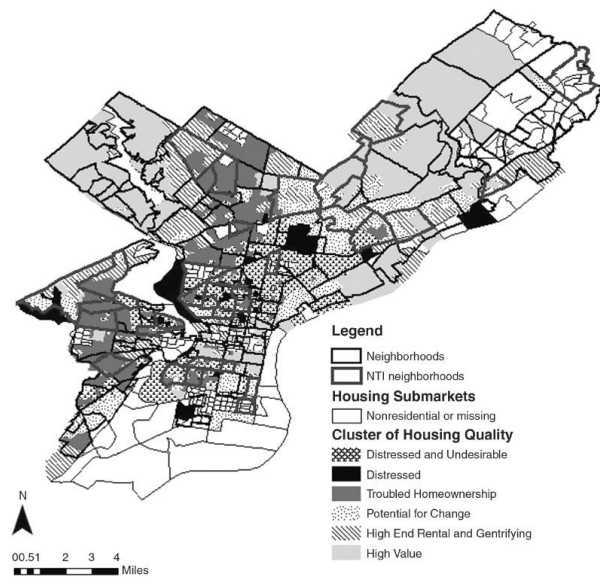 Legend
Neighborhoods
NTI neighborhoods
Housing Submarkets
Nonresidential or missing
Cluster of Housing Quality
Distressed and Undesirable
Distressed
Troubled Homeownership
Potential for Change
High End Rental and Gentrifying
High Value
N
00.51 2 3 4
Miles